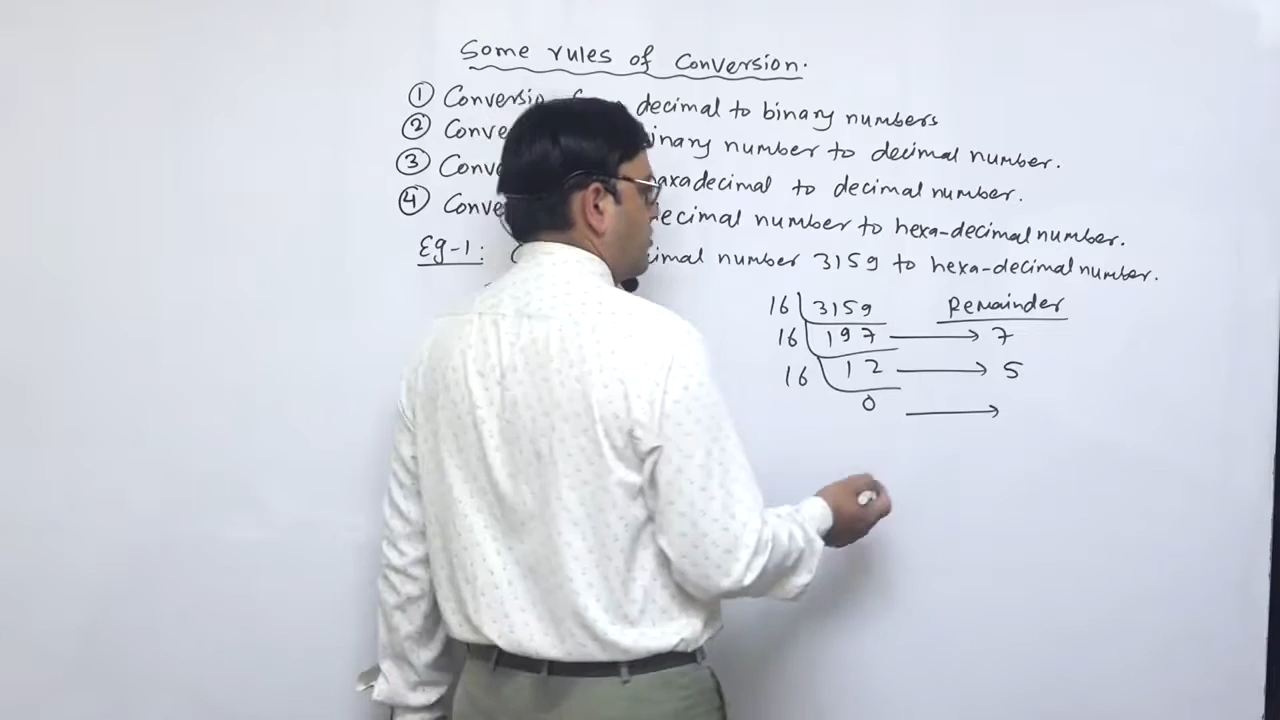 Some rules of Conversion.
① Conversio decimal to binary numbers
② Conve inary number to decimal number.
③ Conv axadecimal to decimal number.
④ Conve ecimal number to hexa-decimal number.
Eg-1: imal number 3159 to hexa-decimal number.
16 3159 Remainder
16 197 → 7
16 12 → 5
0 →